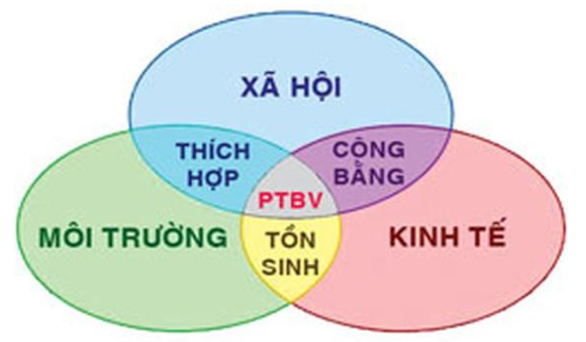 XÃ HỘI
THÍCH
HỢP
CÔNG
BẰNG
PTBV
MÔI TRƯỜNG
TỒN
SINH
KINH TẾ